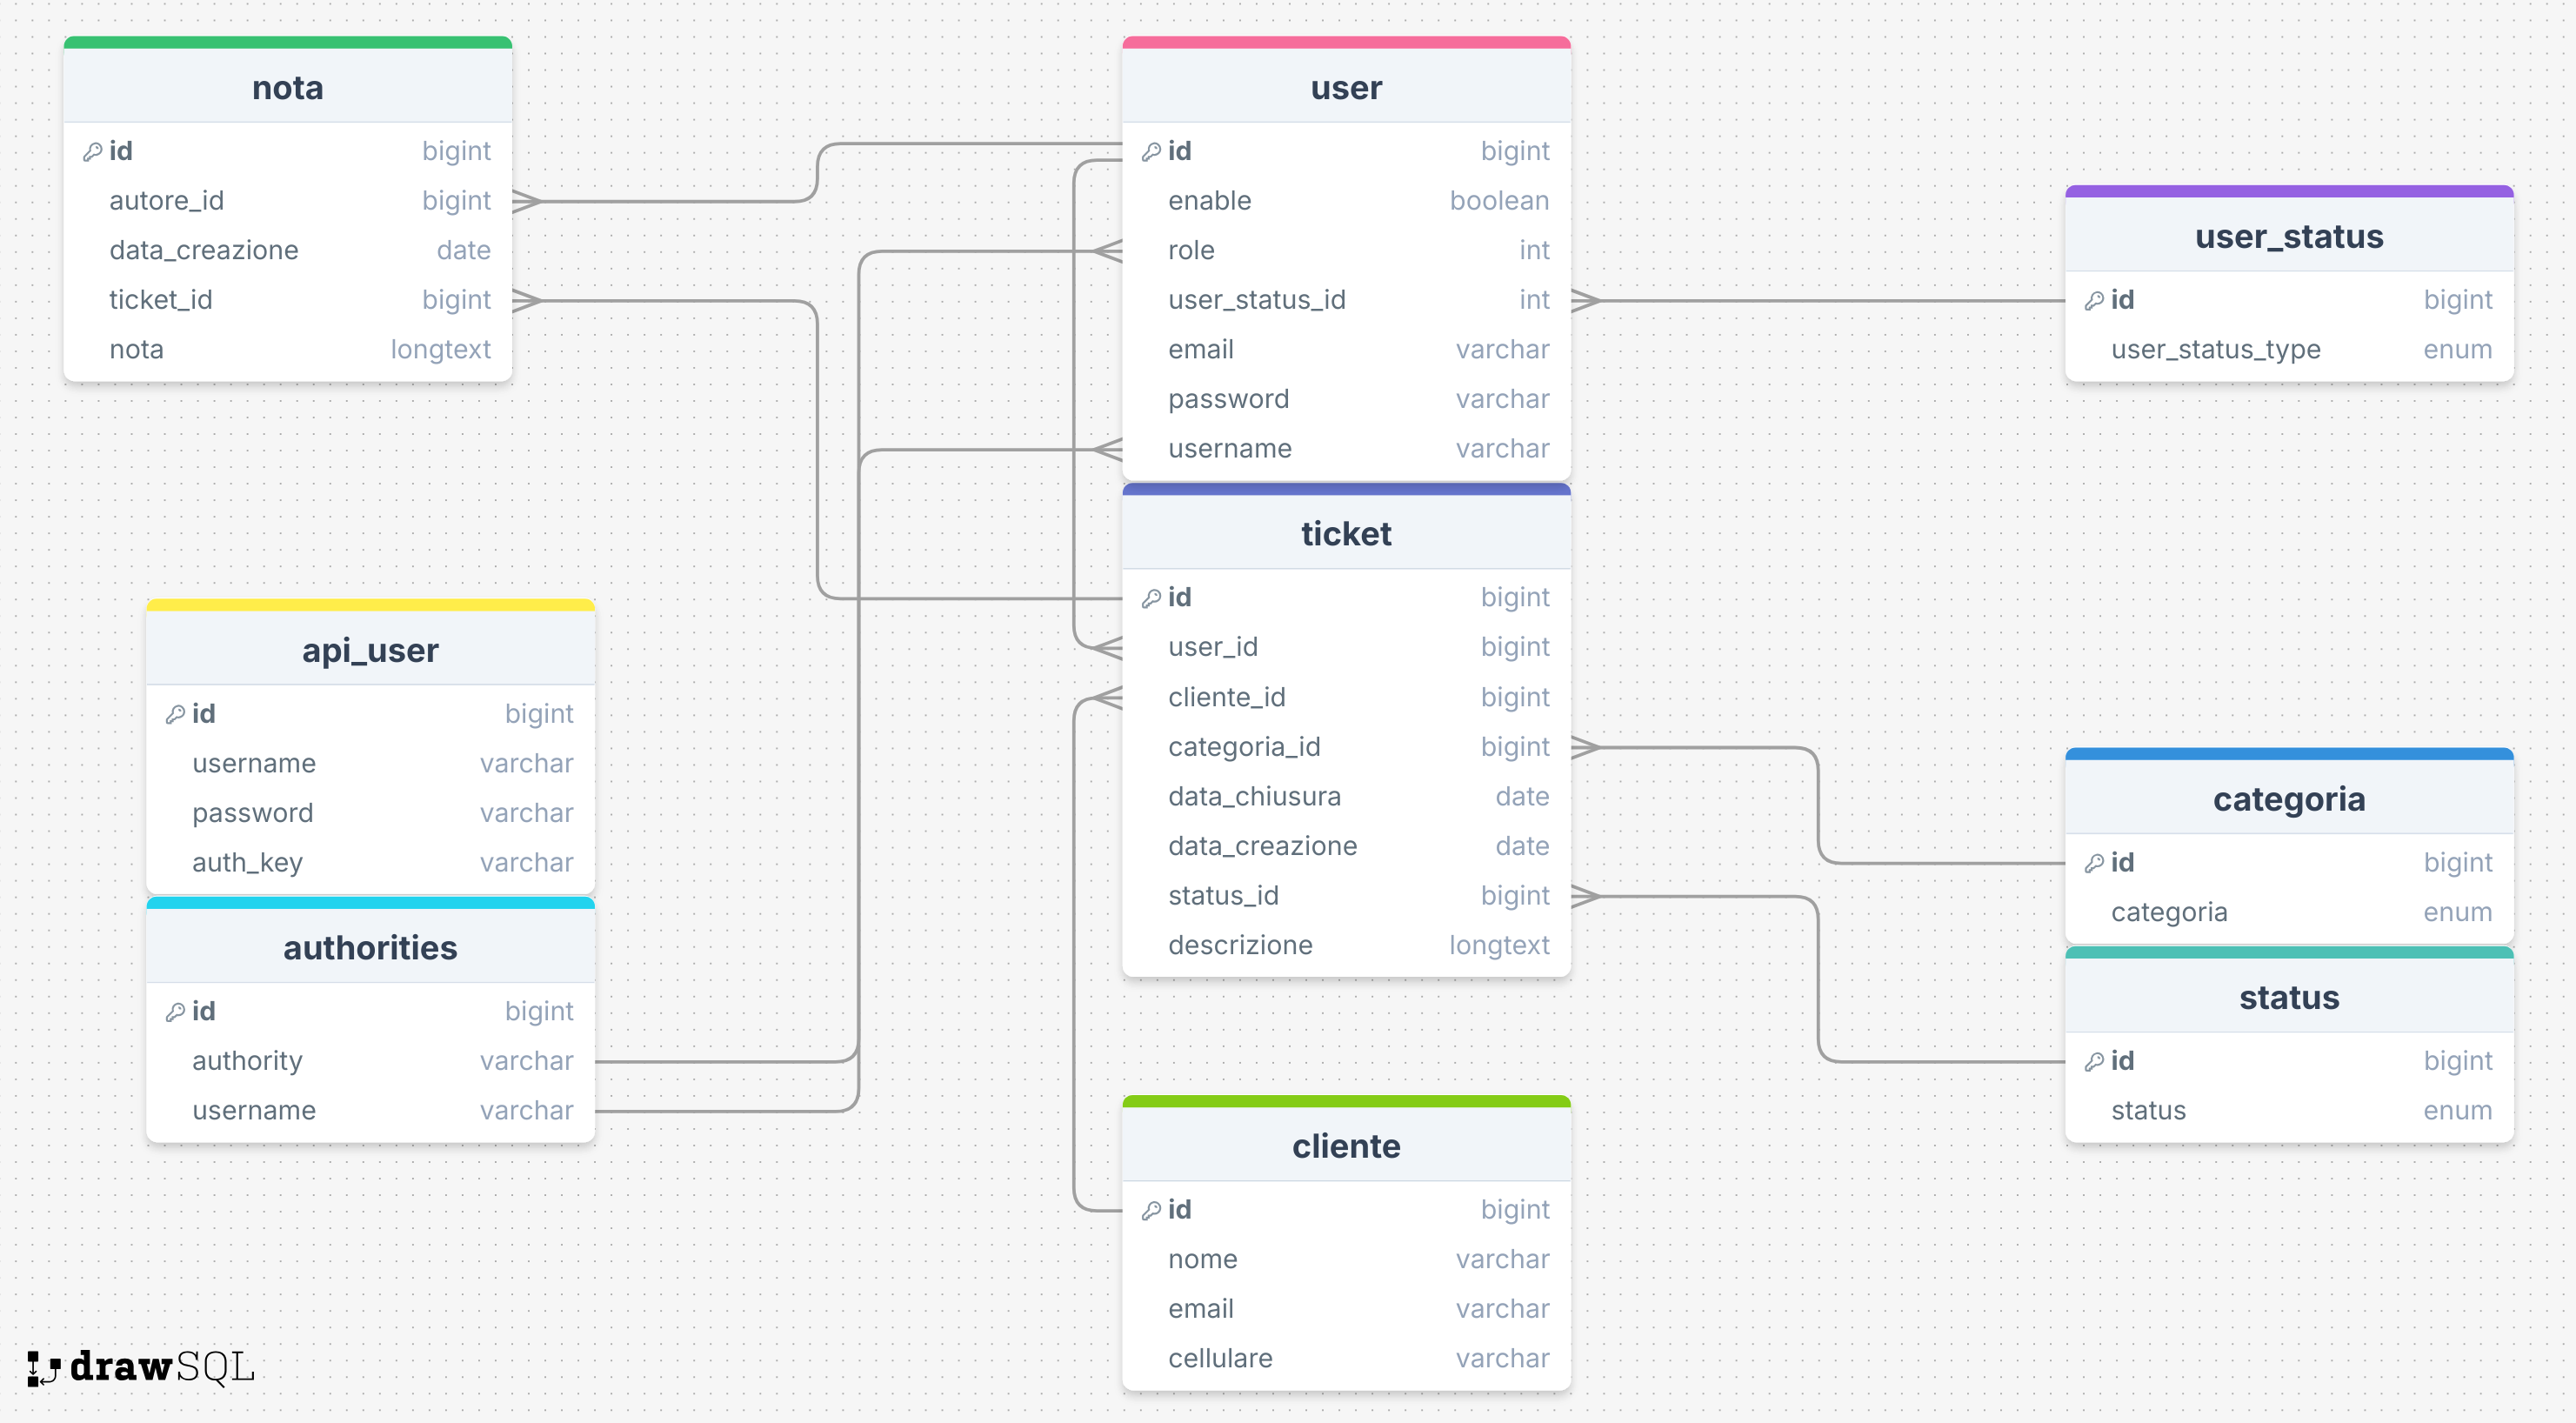 nota
id bigint
autore_id bigint
data_creazione date
ticket_id bigint
nota longtext
user
id bigint
enable boolean
role int
user_status_id int
email varchar
password varchar
username varchar
user_status
id bigint
user_status_type enum
ticket
id bigint
user_id bigint
cliente_id bigint
categoria_id bigint
data_chiusura date
data_creazione date
status_id bigint
descrizione longtext
api_user
id bigint
username varchar
password varchar
auth_key varchar
authorities
id bigint
authority varchar
username varchar
categoria
id bigint
categoria enum
status
id bigint
status enum
cliente
id bigint
nome varchar
email varchar
cellulare varchar
drawSQL